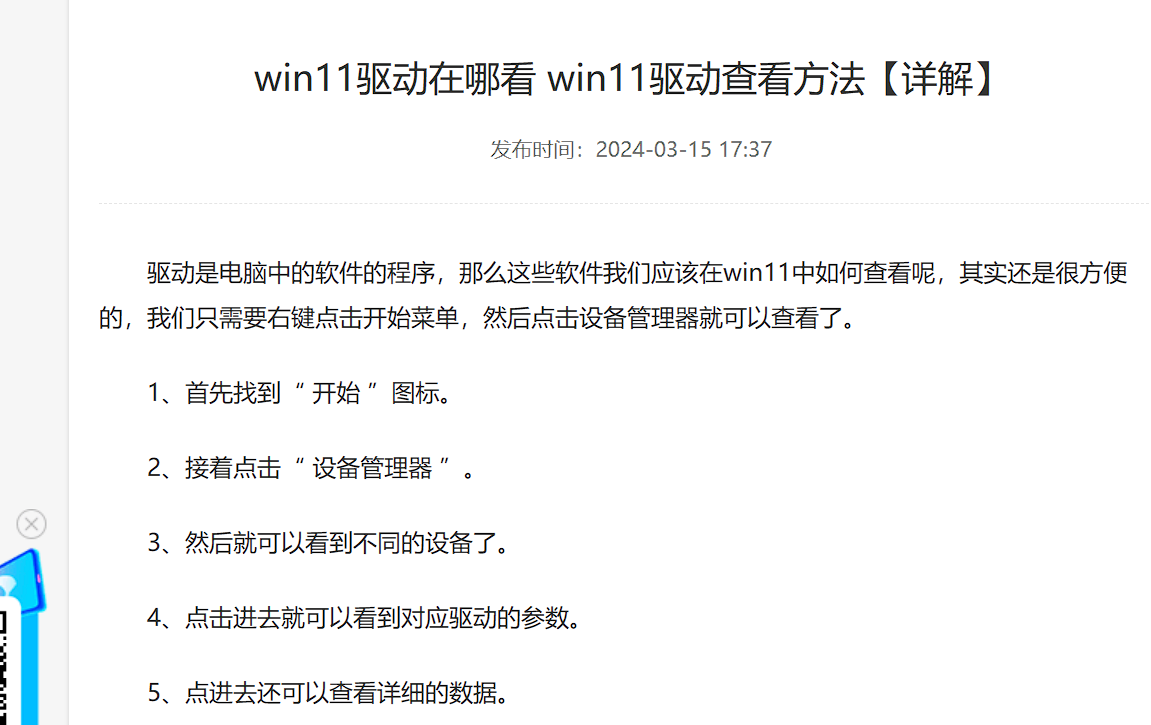 win11驱动在哪看 win11驱动查看方法【详解】
发布时间：2024-03-15 17:37
驱动是电脑中的软件的程序，那么这些软件我们应该在win11中如何查看呢，其实还是很方便
的，我们只需要右键点击开始菜单，然后点击设备管理器就可以查看了。
1、首先找到“ 开始 ”图标。
2、接着点击“ 设备管理器 ”。
3、然后就可以看到不同的设备了。
4、点击进去就可以看到对应驱动的参数。
5、点进去还可以查看详细的数据。